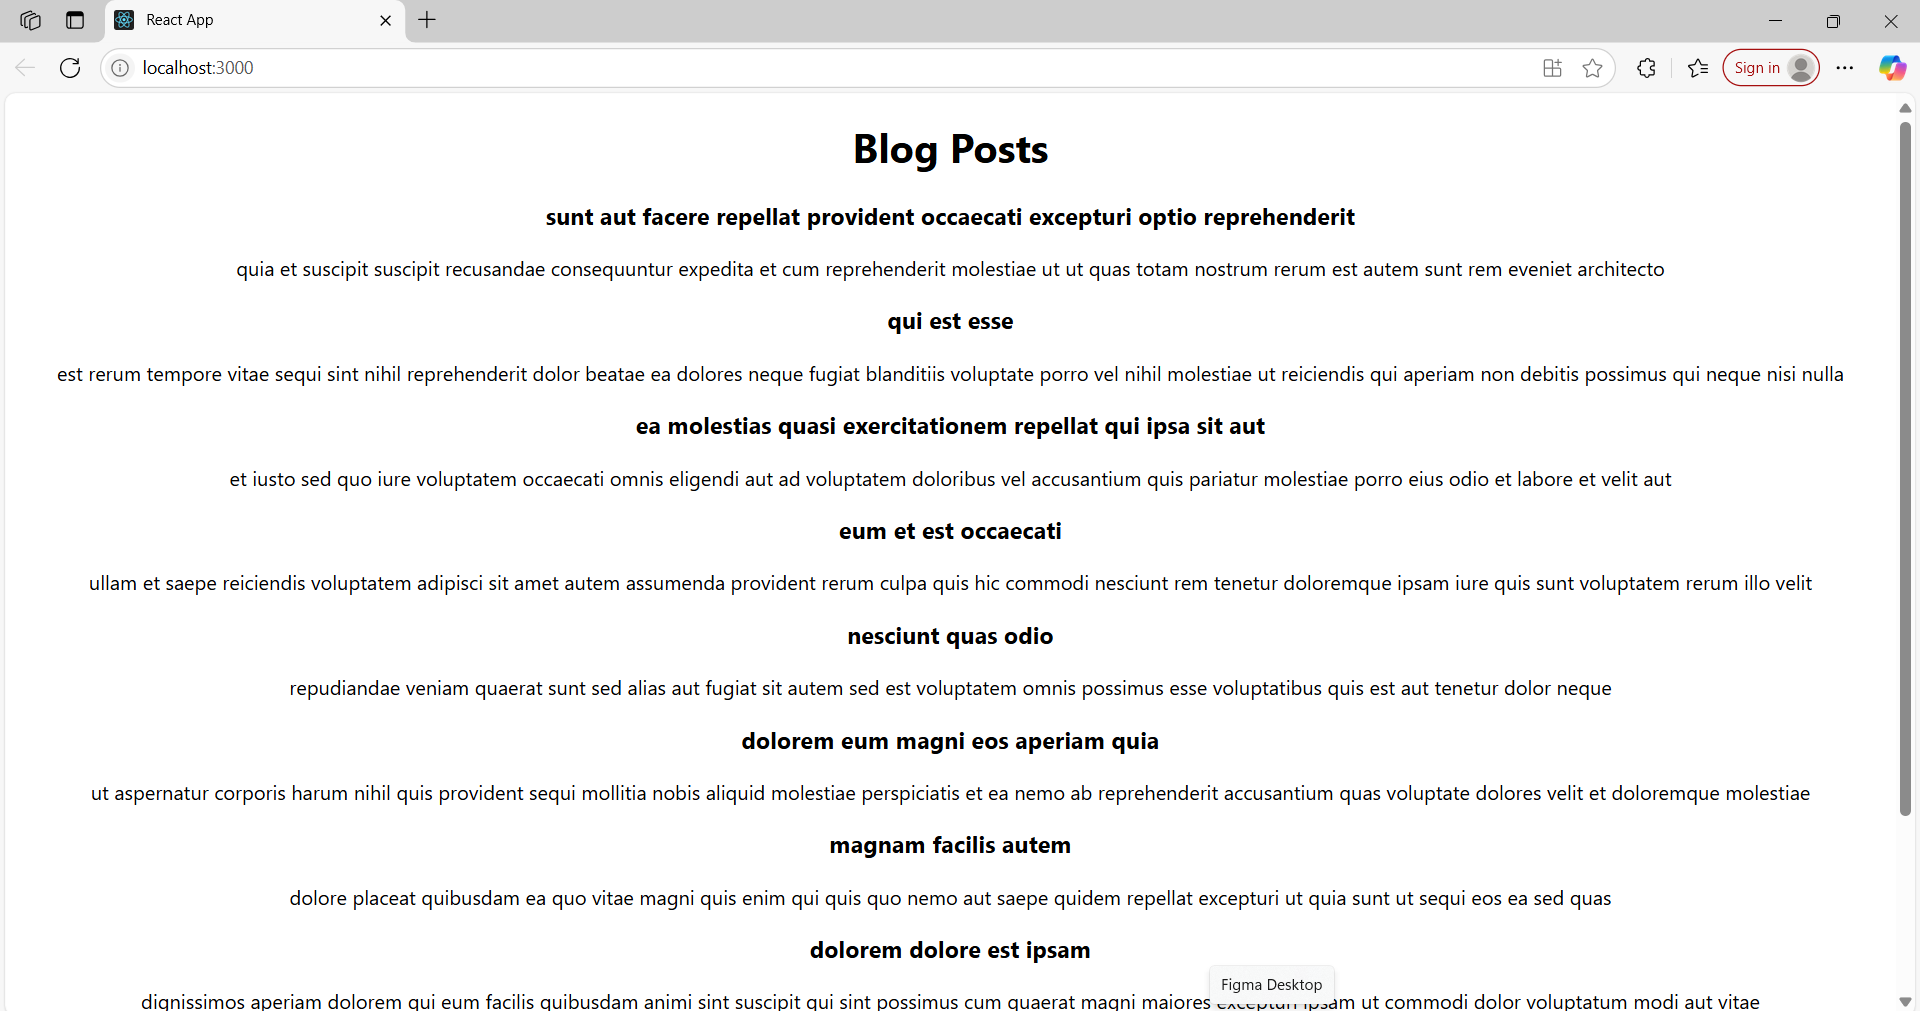 React App
localhost:3000
Sign in
Blog Posts
sunt aut facere repellat provident occaecati excepturi optio reprehenderit
quia et suscipit suscipit recusandae consequuntur expedita et cum reprehenderit molestiae ut ut quas totam nostrum rerum est autem sunt rem eveniet architecto
qui est esse
est rerum tempore vitae sequi sint nihil reprehenderit dolor beatae ea dolores neque fugiat blanditiis voluptate porro vel nihil molestiae ut reiciendis qui aperiam non debitis possimus qui neque nisi nulla
ea molestias quasi exercitationem repellat qui ipsa sit aut
et iusto sed quo iure voluptatem occaecati omnis eligendi aut ad voluptatem doloribus vel accusantium quis pariatur molestiae porro eius odio et labore et velit aut
eum et est occaecati
ullam et saepe reiciendis voluptatem adipisci sit amet autem assumenda provident rerum culpa quis hic commodi nesciunt rem tenetur doloremque ipsam iure quis sunt voluptatem rerum illo velit
nesciunt quas odio
repudiandae veniam quaerat sunt sed alias aut fugiat sit autem sed est voluptatem omnis possimus esse voluptatibus quis est aut tenetur dolor neque
dolorem eum magni eos aperiam quia
ut aspernatur corporis harum nihil quis provident sequi mollitia nobis aliquid molestiae perspiciatis et ea nemo ab reprehenderit accusantium quas voluptate dolores velit et doloremque molestiae
magnam facilis autem
dolore placeat quibusdam ea quo vitae magni quis enim qui quis quo nemo aut saepe quidem repellat excepturi ut quia sunt ut sequi eos ea sed quas
dolorem dolore est ipsam
Figma Desktop
dignissimos aperiam dolorem qui eum facilis quibusdam animi sint suscipit qui sint possimus cum quaerat magni maiores excepturi ipsam ut commodi dolor voluptatum modi aut vitae